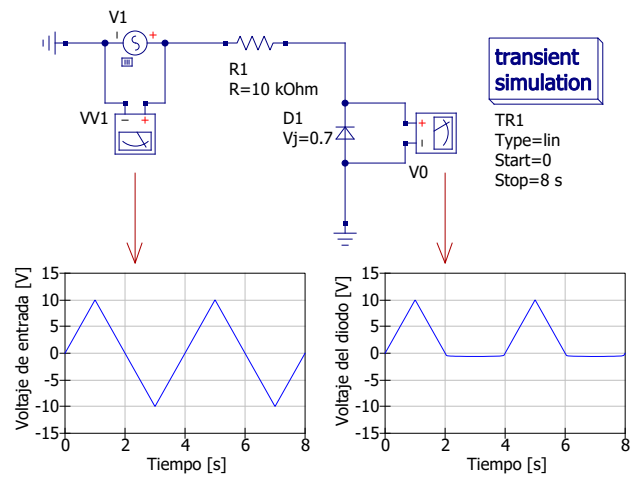 V1
− +
R1
R=10 kOhm
VV1
− +
D1
Vj=0.7
+
−
V0
transient
simulation
TR1
Type=lin
Start=0
Stop=8 s
Voltaje de entrada [V]
15
10
5
0
-5
-10
-15
0 2 4 6 8
Tiempo [s]
Voltaje del diodo [V]
15
10
5
0
-5
-10
-15
0 2 4 6 8
Tiempo [s]